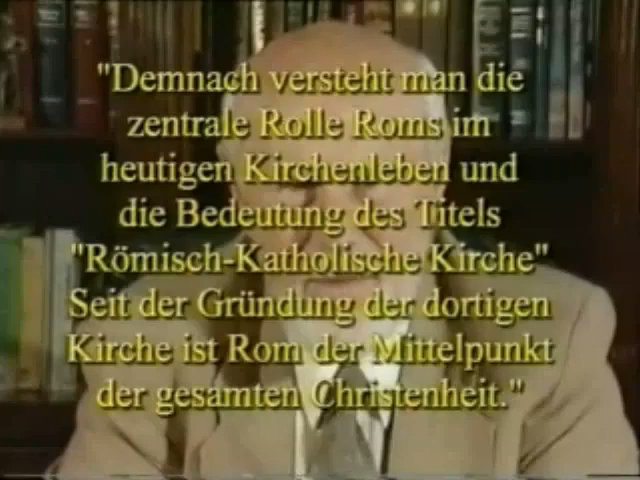 "Demnach versteht man die
zentrale Rolle Roms im
heutigen Kirchenleben und
die Bedeutung des Titels
"Römisch-Katholische Kirche"
Seit der Gründung der dortigen
Kirche ist Rom der Mittelpunkt
der gesamten Christenheit."